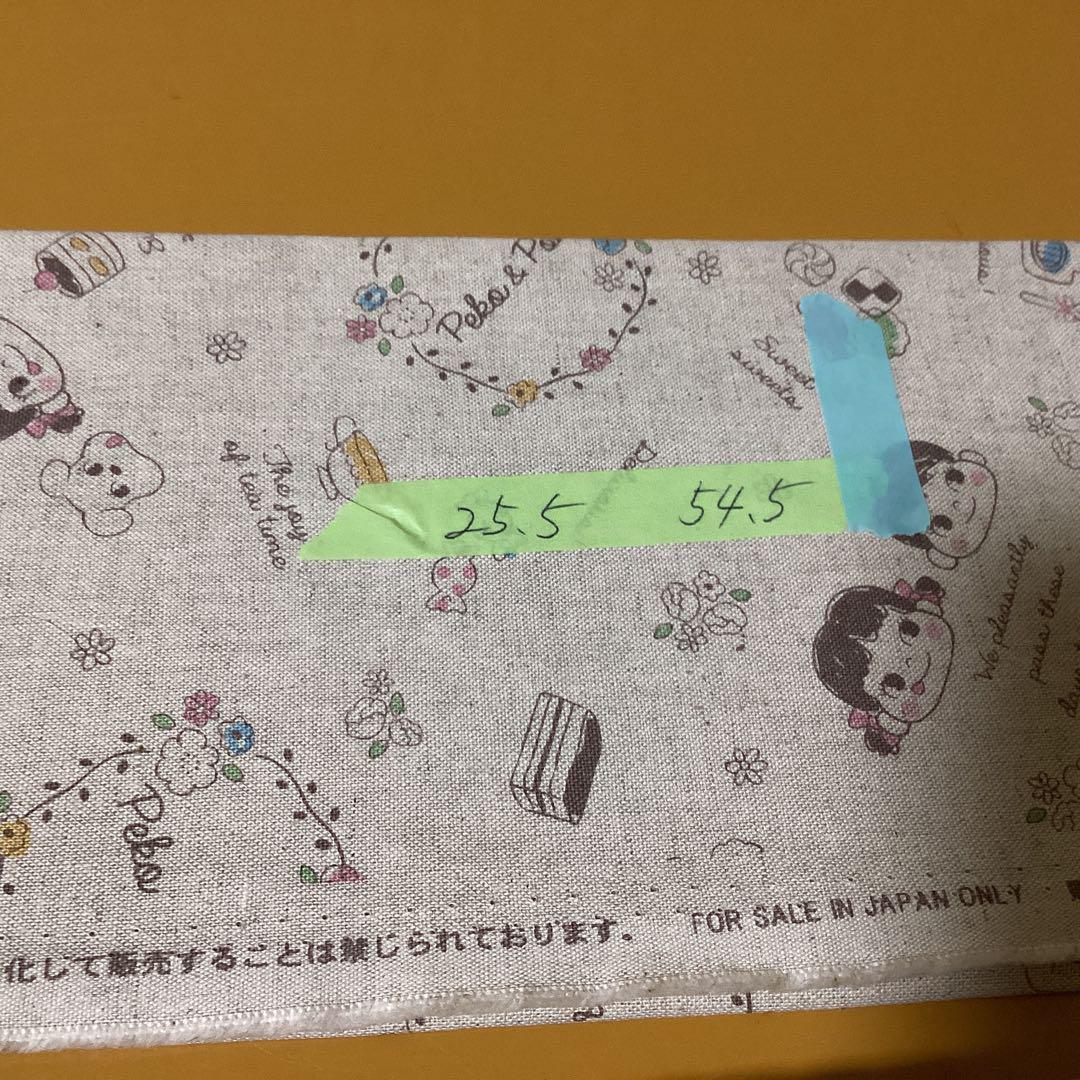 Peko & P
Sweet
sweets
The joy
of tea time
25.5 54.5
We pleasantly
pass these
Peko
化して販売することは禁じられております。 FOR SALE IN JAPAN ONLY